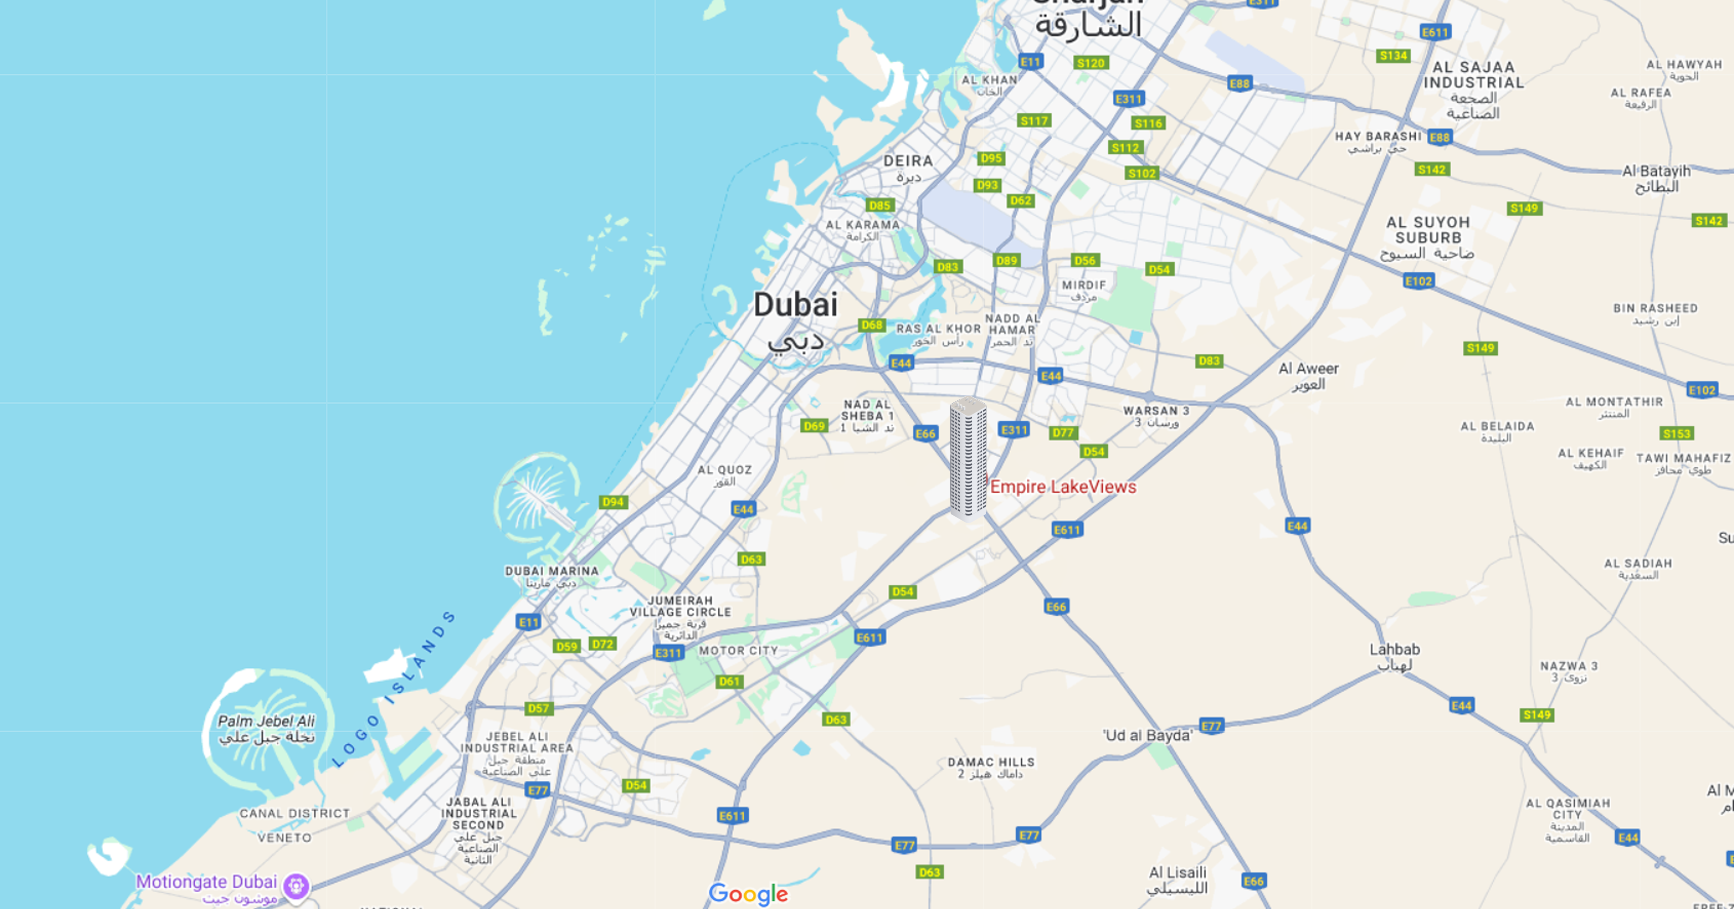 الشارقة
E311
E611
S134
AL SAJAA
INDUSTRIAL
الصجعة
الصناعية
AL HAWYAH
الحوية
E11
S120
AL KHAN
الخان
E88
AL RAFEA
الرفيعة
E311
S117
S116
HAY BARASHI
حي براشي
E88
S112
DEIRA
ديرة
D95
S102
S142
Al Batayih
البطائح
D93
D62
D85
S149
S142
AL KARAMA
الكرامة
AL SUYOH
SUBURB
ضاحية السيوح
D83
D89
D56
D54
E102
MIRDIF
مردف
Dubai
دبي
BIN RASHEED
إبن رشيد
D68
RAS AL KHOR
رأس الخور
NADD AL
HAMAR
ند الحمر
S149
E44
D83
E44
Al Aweer
العوير
E102
NAD AL
SHEBA 1
ند الشبا 1
WARSAN 3
ورسان 3
AL MONTATHIR
المنتثر
D69
E66
E311
D77
AL BELAIDA
البليدة
S153
D54
AL KEHAIF
الكهيف
TAWI MAHAFIZ
طوي محافز
AL QUOZ
القوز
Empire LakeViews
D94
E44
E611
E44
D63
AL SADIAH
السعدية
DUBAI MARINA
دبي مارينا
D54
JUMEIRAH
VILLAGE CIRCLE
قرية جميرا
الدائرية
E66
E11
D59
D72
E311
MOTOR CITY
E611
LOGO ISLANDS
Lahbab
لهباب
NAZWA 3
نزوى 3
D61
D57
D63
E44
S149
Palm Jebel Ali
نخلة جبل علي
E77
'Ud al Bayda'
JEBEL ALI
INDUSTRIAL AREA
منطقة جبل
علي الصناعية
DAMAC HILLS
داماك هيلز 2
E77
D54
JABAL ALI
INDUSTRIAL
SECOND
جبل علي
الصناعية
الثانية
CANAL DISTRICT
VENETO
E611
E77
E77
AL QASIMIAH
CITY
المدينة
القاسمية
E44
Al Lisaili
الليسيلي
D63
E66
Motiongate Dubai
موشون جيت
Google